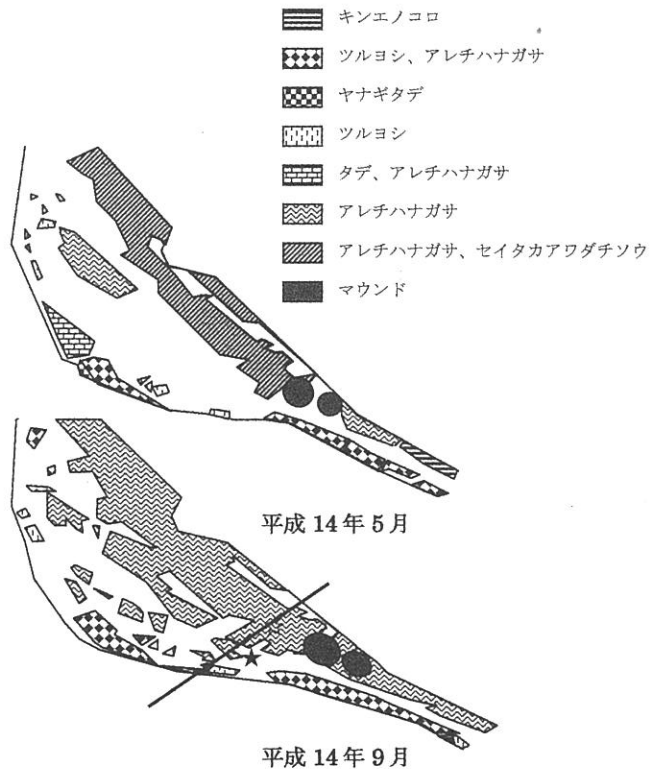 キンエノコロ
ツルヨシ、アレチハナガサ
ヤナギタデ
ツルヨシ
タデ、アレチハナガサ
アレチハナガサ
アレチハナガサ、セイタカアワダチソウ
マウンド
平成 14 年 5 月
平成 14 年 9 月